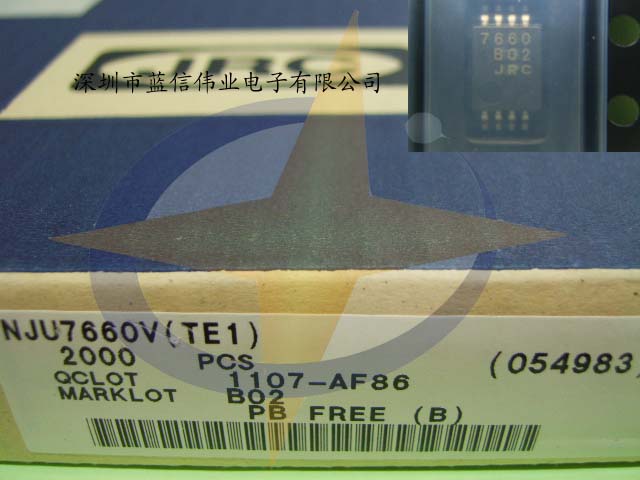 JRC
深圳市蓝信伟业电子有限公司
7660
B02
JRC
NJU7660V(TE1)
2000 PCS (054983)
QCLOT 1107-AF86
MARKLOT B02
PB FREE (B)